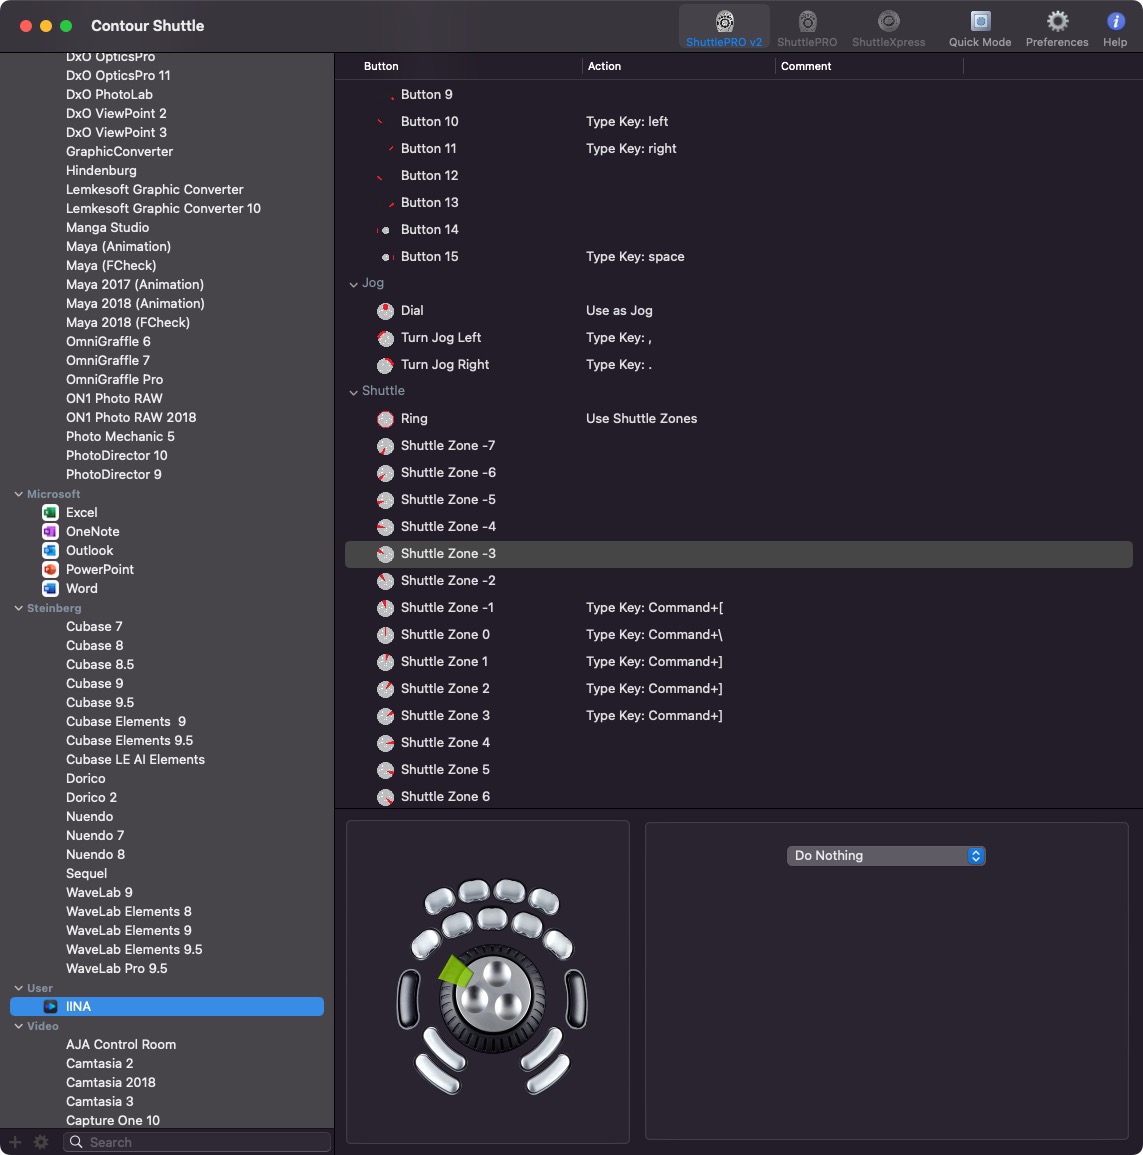 Contour Shuttle
ShuttlePRO v2
ShuttlePRO
ShuttleXpress
Quick Mode
Preferences
Help
DxO OpticsPro
DxO OpticsPro 11
DxO PhotoLab
DxO ViewPoint 2
DxO ViewPoint 3
GraphicConverter
Hindenburg
Lemkesoft Graphic Converter
Lemkesoft Graphic Converter 10
Manga Studio
Maya (Animation)
Maya (FCheck)
Maya 2017 (Animation)
Maya 2018 (Animation)
Maya 2018 (FCheck)
OmniGraffle 6
OmniGraffle 7
OmniGraffle Pro
ON1 Photo RAW
ON1 Photo RAW 2018
Photo Mechanic 5
PhotoDirector 10
PhotoDirector 9
Microsoft
Excel
OneNote
Outlook
PowerPoint
Word
Steinberg
Cubase 7
Cubase 8
Cubase 8.5
Cubase 9
Cubase 9.5
Cubase Elements  9
Cubase Elements 9.5
Cubase LE AI Elements
Dorico
Dorico 2
Nuendo
Nuendo 7
Nuendo 8
Sequel
WaveLab 9
WaveLab Elements 8
WaveLab Elements 9
WaveLab Elements 9.5
WaveLab Pro 9.5
User
IINA
Video
AJA Control Room
Camtasia 2
Camtasia 2018
Camtasia 3
Capture One 10
Search
Button Action Comment
Button 9
Button 10 Type Key: left
Button 11 Type Key: right
Button 12
Button 13
Button 14
Button 15 Type Key: space
Jog
Dial Use as Jog
Turn Jog Left Type Key: ,
Turn Jog Right Type Key: .
Shuttle
Ring Use Shuttle Zones
Shuttle Zone -7
Shuttle Zone -6
Shuttle Zone -5
Shuttle Zone -4
Shuttle Zone -3
Shuttle Zone -2
Shuttle Zone -1 Type Key: Command+[
Shuttle Zone 0 Type Key: Command+\
Shuttle Zone 1 Type Key: Command+]
Shuttle Zone 2 Type Key: Command+]
Shuttle Zone 3 Type Key: Command+]
Shuttle Zone 4
Shuttle Zone 5
Shuttle Zone 6
Do Nothing